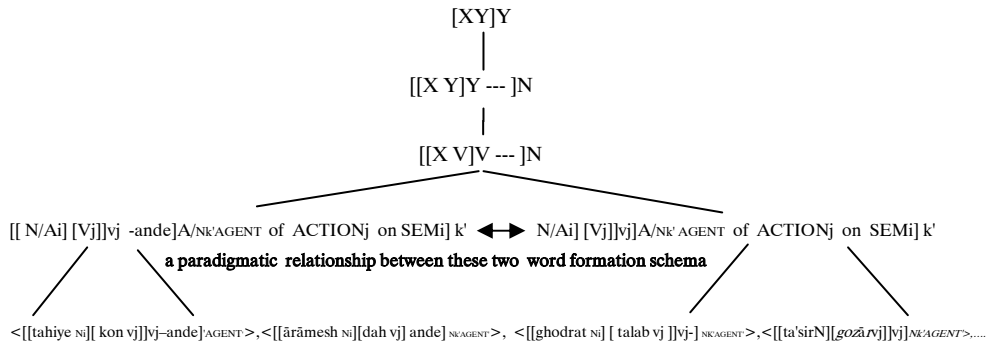 [XY]Y
[[X Y]Y --- ]N
[[X V]V --- ]N
[[ N/Ai] [Vj]]vj -ande]A/Nk'AGENT of ACTIONj on SEMi] k' N/Ai] [Vj]]vj]A/Nk' AGENT of ACTIONj on SEMi] k'
a paradigmatic relationship between these two word formation schema
<[[tahiye Ni][ kon vj]]vj–ande]'AGENT'>,<[[ārāmesh Ni][dah vj] ande] Nk'AGENT'>, <[[ghodrat Ni] [ talab vj ]]vj-] Nk'AGENT'>,<[[ta'sirN][gozārvj]]vj]Nk'AGENT'>,....